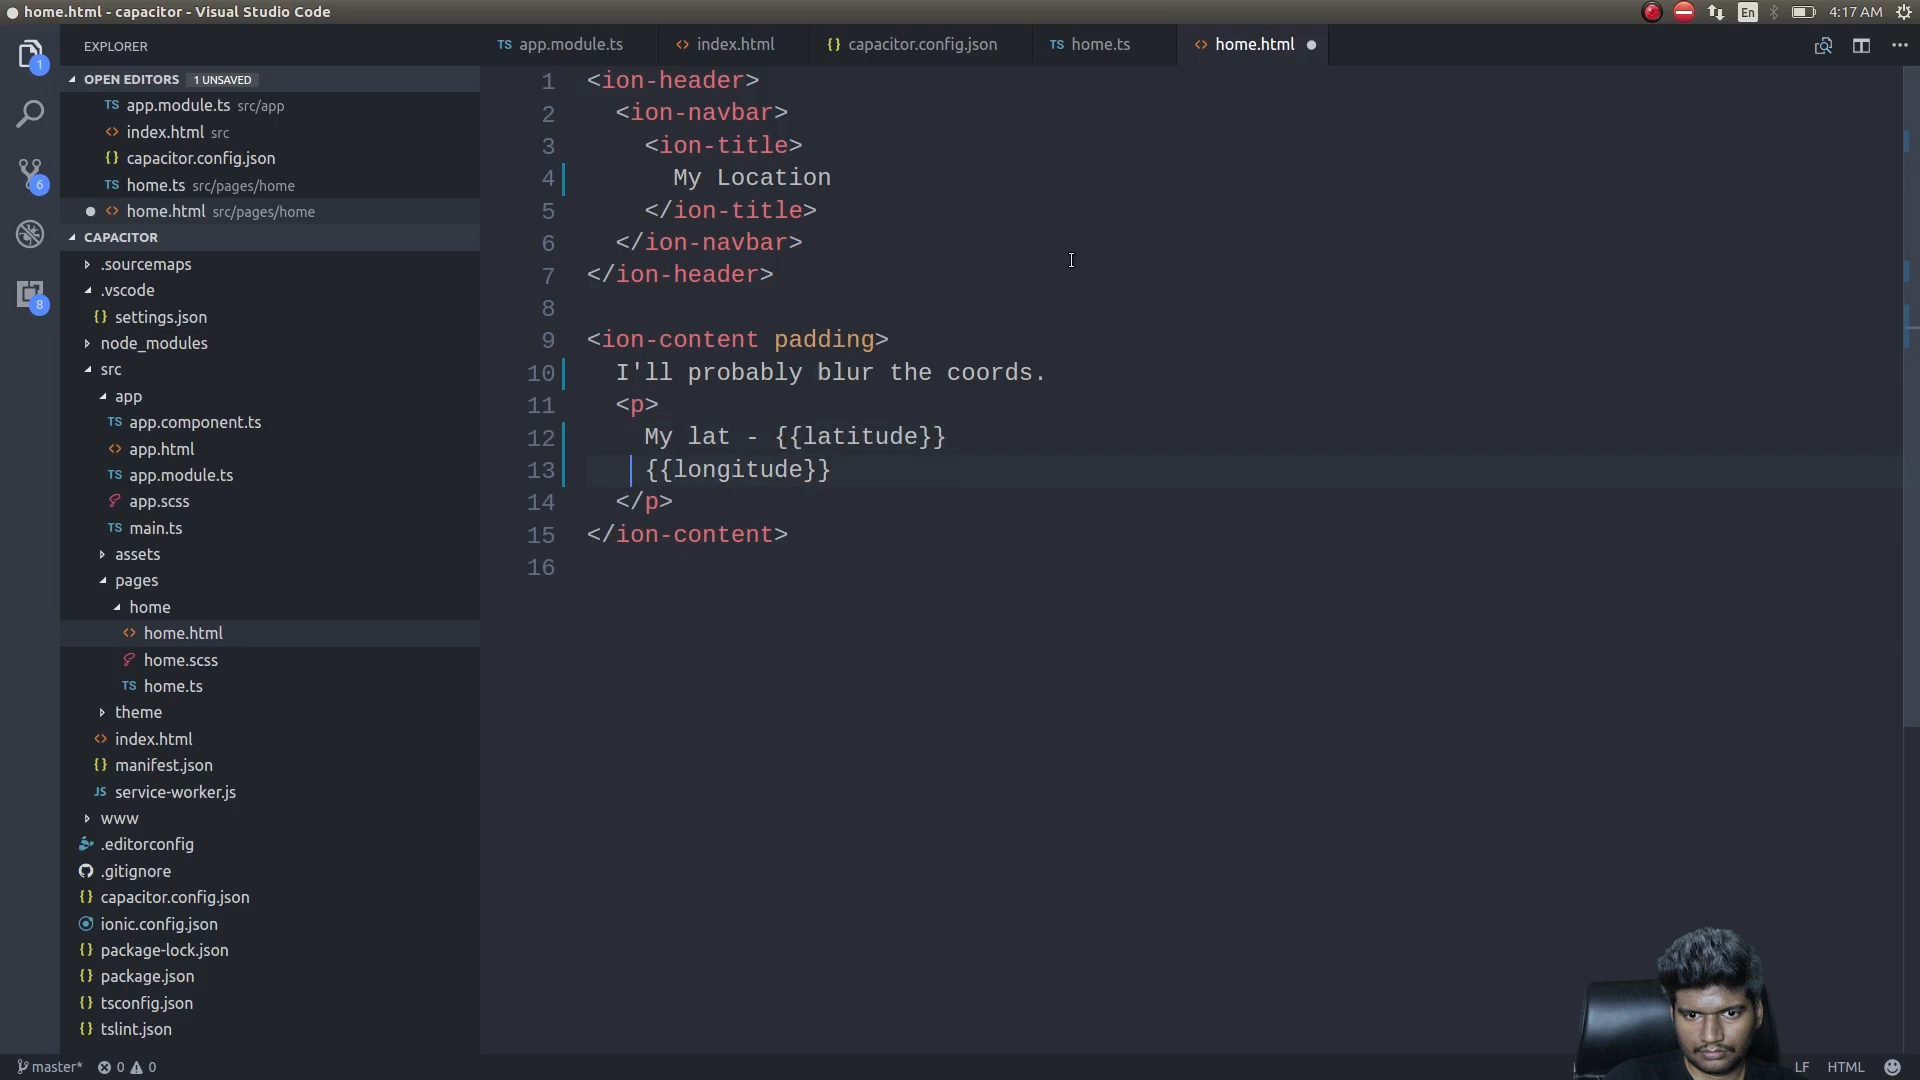 home.html - capacitor - Visual Studio Code
En
4:17 AM
EXPLORER
OPEN EDITORS 1 UNSAVED
TS app.module.ts src/app
<> index.html src
{} capacitor.config.json
TS home.ts src/pages/home
<> home.html src/pages/home
CAPACITOR
.sourcemaps
.vscode
{} settings.json
node_modules
src
app
TS app.component.ts
<> app.html
TS app.module.ts
app.scss
TS main.ts
assets
pages
home
<> home.html
home.scss
TS home.ts
theme
<> index.html
{} manifest.json
JS service-worker.js
www
.editorconfig
.gitignore
{} capacitor.config.json
ionic.config.json
{} package-lock.json
{} package.json
{} tsconfig.json
{} tslint.json
1
6
8
TS app.module.ts
<> index.html
{} capacitor.config.json
TS home.ts
<> home.html
1 <ion-header>
2 <ion-navbar>
3 <ion-title>
4 My Location
5 </ion-title>
6 </ion-navbar>
7 </ion-header>
8
9 <ion-content padding>
10 I'll probably blur the coords.
11 <p>
12 My lat - {{latitude}}
13 {{longitude}}
14 </p>
15 </ion-content>
16
master* 0 0
LF HTML